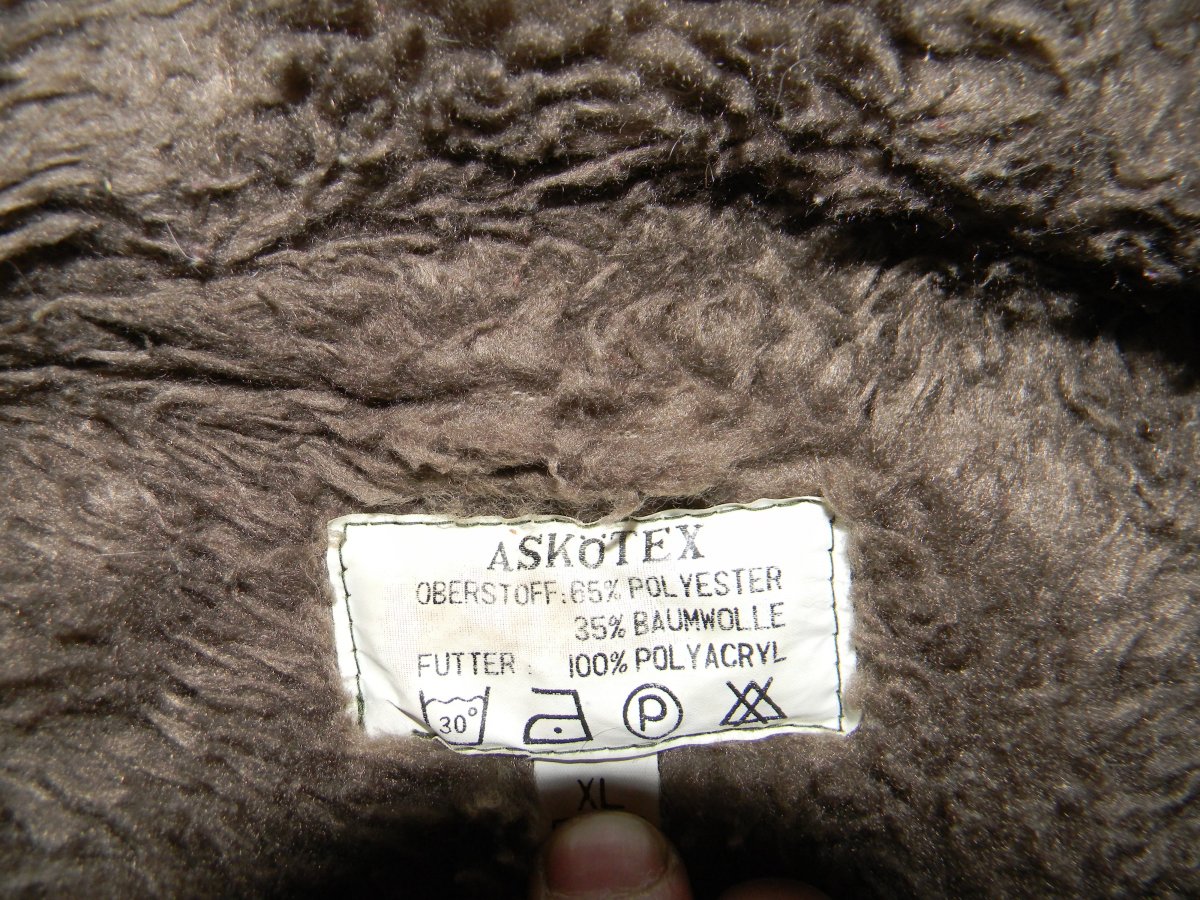 ASKÖTEX
OBERSTOFF: 65% POLYESTER
35% BAUMWOLLE
FUTTER: 100% POLYACRYL
30°
P
XL